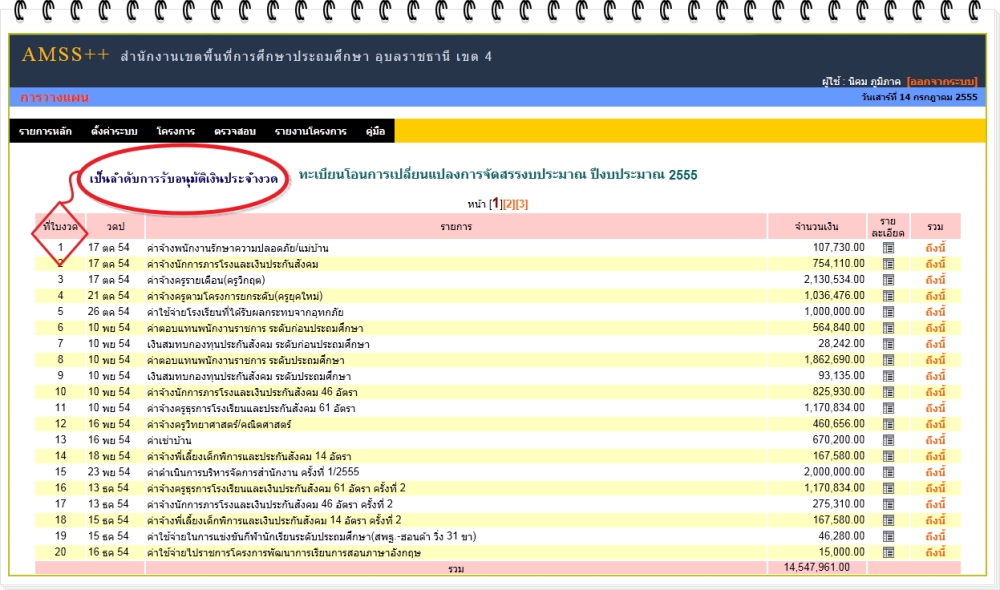 AMSS++ สำนักงานเขตพื้นที่การศึกษาประถมศึกษา อุบลราชธานี เขต 4
ผู้ใช้ : นิคม ภูมิภาค [ออกจากระบบ]
การวางแผน วันเสาร์ที่ 14 กรกฎาคม 2555
รายการหลัก ตั้งค่าระบบ โครงการ ตรวจสอบ รายงานโครงการ คู่มือ
เป็นลำดับการรับอนุมัติเงินประจำงวด ทะเบียนโอนการเปลี่ยนแปลงการจัดสรรงบประมาณ ปีงบประมาณ 2555
หน้า [1][2][3]
ที่ใบงวด วดป รายการ จำนวนเงิน รายละเอียด รวม
1 17 ตค 54 ค่าจ้างพนักงานรักษาความปลอดภัย/แม่บ้าน 107,730.00 ถึงนี้
2 17 ตค 54 ค่าจ้างนักการภารโรงและเงินประกันสังคม 754,110.00 ถึงนี้
3 17 ตค 54 ค่าจ้างครูรายเดือน(ครูวิกฤต) 2,130,534.00 ถึงนี้
4 21 ตค 54 ค่าจ้างครูตามโครงการยกระดับ(ครูยุคใหม่) 1,036,476.00 ถึงนี้
5 26 ตค 54 ค่าใช้จ่ายโรงเรียนที่ได้รับผลกระทบจากอุทกภัย 1,000,000.00 ถึงนี้
6 10 พย 54 ค่าตอบแทนพนักงานราชการ ระดับก่อนประถมศึกษา 564,840.00 ถึงนี้
7 10 พย 54 เงินสมทบกองทุนประกันสังคม ระดับก่อนประถมศึกษา 28,242.00 ถึงนี้
8 10 พย 54 ค่าตอบแทนพนักงานราชการ ระดับประถมศึกษา 1,862,690.00 ถึงนี้
9 10 พย 54 เงินสมทบกองทุนประกันสังคม ระดับประถมศึกษา 93,135.00 ถึงนี้
10 10 พย 54 ค่าจ้างนักการภารโรงและเงินประกันสังคม 46 อัตรา 825,930.00 ถึงนี้
11 10 พย 54 ค่าจ้างครูธุรการโรงเรียนและประกันสังคม 61 อัตรา 1,170,834.00 ถึงนี้
12 16 พย 54 ค่าจ้างครูวิทยาศาสตร์/คณิตศาสตร์ 460,656.00 ถึงนี้
13 16 พย 54 ค่าเช่าบ้าน 670,200.00 ถึงนี้
14 18 พย 54 ค่าจ้างพี่เลี้ยงเด็กพิการและประกันสังคม 14 อัตรา 167,580.00 ถึงนี้
15 23 พย 54 ค่าดำเนินการบริหารจัดการสำนักงาน ครั้งที่ 1/2555 2,000,000.00 ถึงนี้
16 13 ธค 54 ค่าจ้างครูธุรการโรงเรียนและเงินประกันสังคม 61 อัตรา ครั้งที่ 2 1,170,834.00 ถึงนี้
17 13 ธค 54 ค่าจ้างนักการภารโรงและเงินประกันสังคม 46 อัตรา ครั้งที่ 2 275,310.00 ถึงนี้
18 15 ธค 54 ค่าจ้างพี่เลี้ยงเด็กพิการและเงินประกันสังคม 14 อัตรา ครั้งที่ 2 167,580.00 ถึงนี้
19 15 ธค 54 ค่าใช้จ่ายในการแข่งขันกีฬานักเรียนระดับประถมศึกษา(สพฐ.-ฮอนด้า วิ่ง 31 ขา) 46,280.00 ถึงนี้
20 16 ธค 54 ค่าใช้จ่ายไปราชการโครงการพัฒนาการเรียนการสอนภาษาอังกฤษ 15,000.00 ถึงนี้
รวม 14,547,961.00